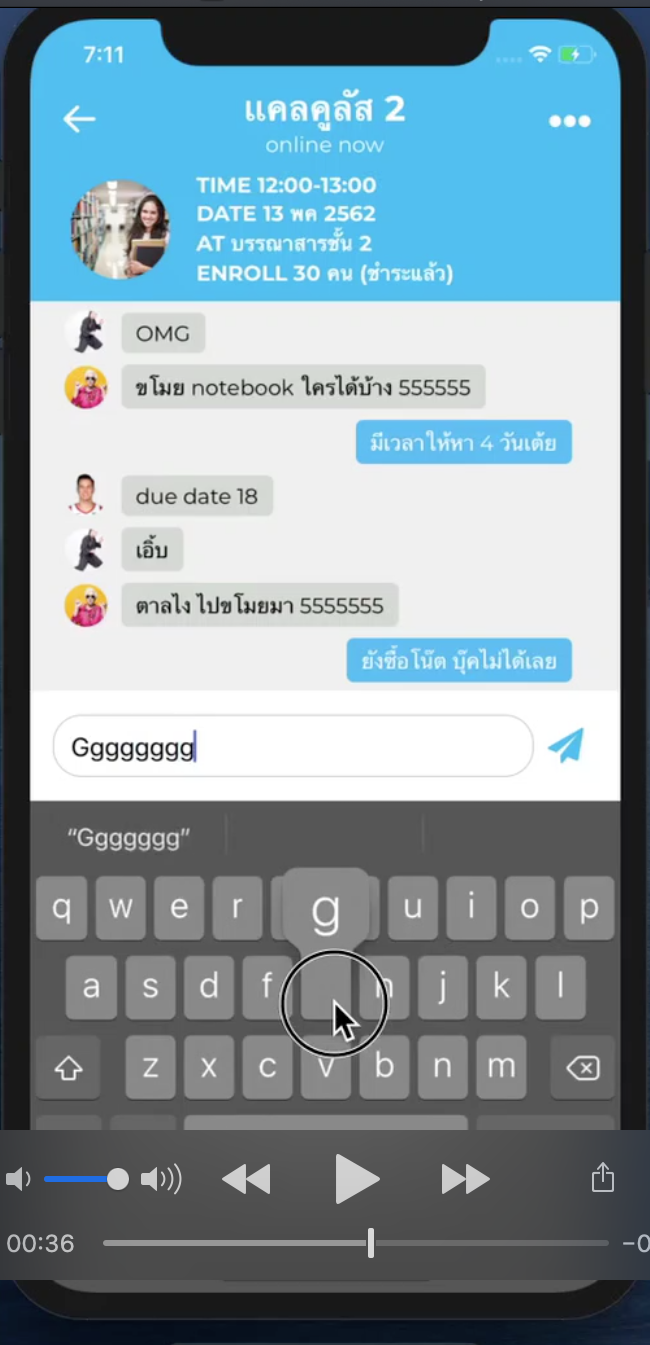 7:11
แคลคูลัส 2
online now
TIME 12:00-13:00
DATE 13 พค 2562
AT บรรณาสารชั้น 2
ENROLL 30 คน (ชำระแล้ว)
OMG
ขโมย notebook ใครได้บ้าง 555555
มีเวลาให้หา 4 วันเต้ย
due date 18
เอิ้บ
ตาลไง ไปขโมยมา 5555555
ยังซื้อโน๊ต บุ๊คไม่ได้เลย
Gggggggg
“Ggggggg”
q w e r g u i o p
a s d f h j k l
z x c v b n m
00:36
-0